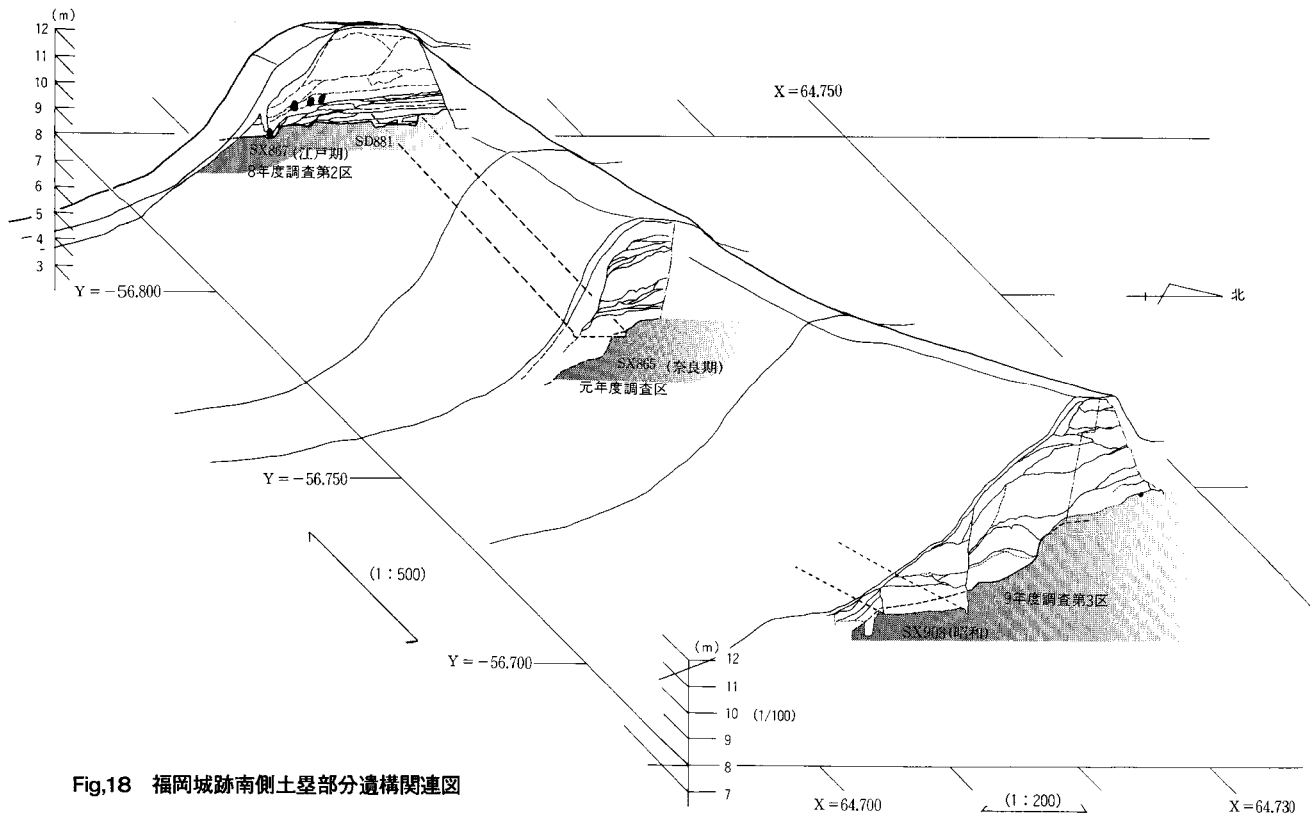 (m)
12
11
10
9
8
7
6
5
4
3
X=64.750
SX867 (江戸期)
SD881
8年度調査第2区
Y=-56.800
北
SX865 (奈良期)
元年度調査区
Y=-56.750
(1:500)
9年度調査第3区
SX908(昭和)
Y=-56.700
(m)
12
11
10 (1/100)
9
8
7
X=64.700
(1:200)
X=64.730
Fig,18 福岡城跡南側土塁部分遺構関連図